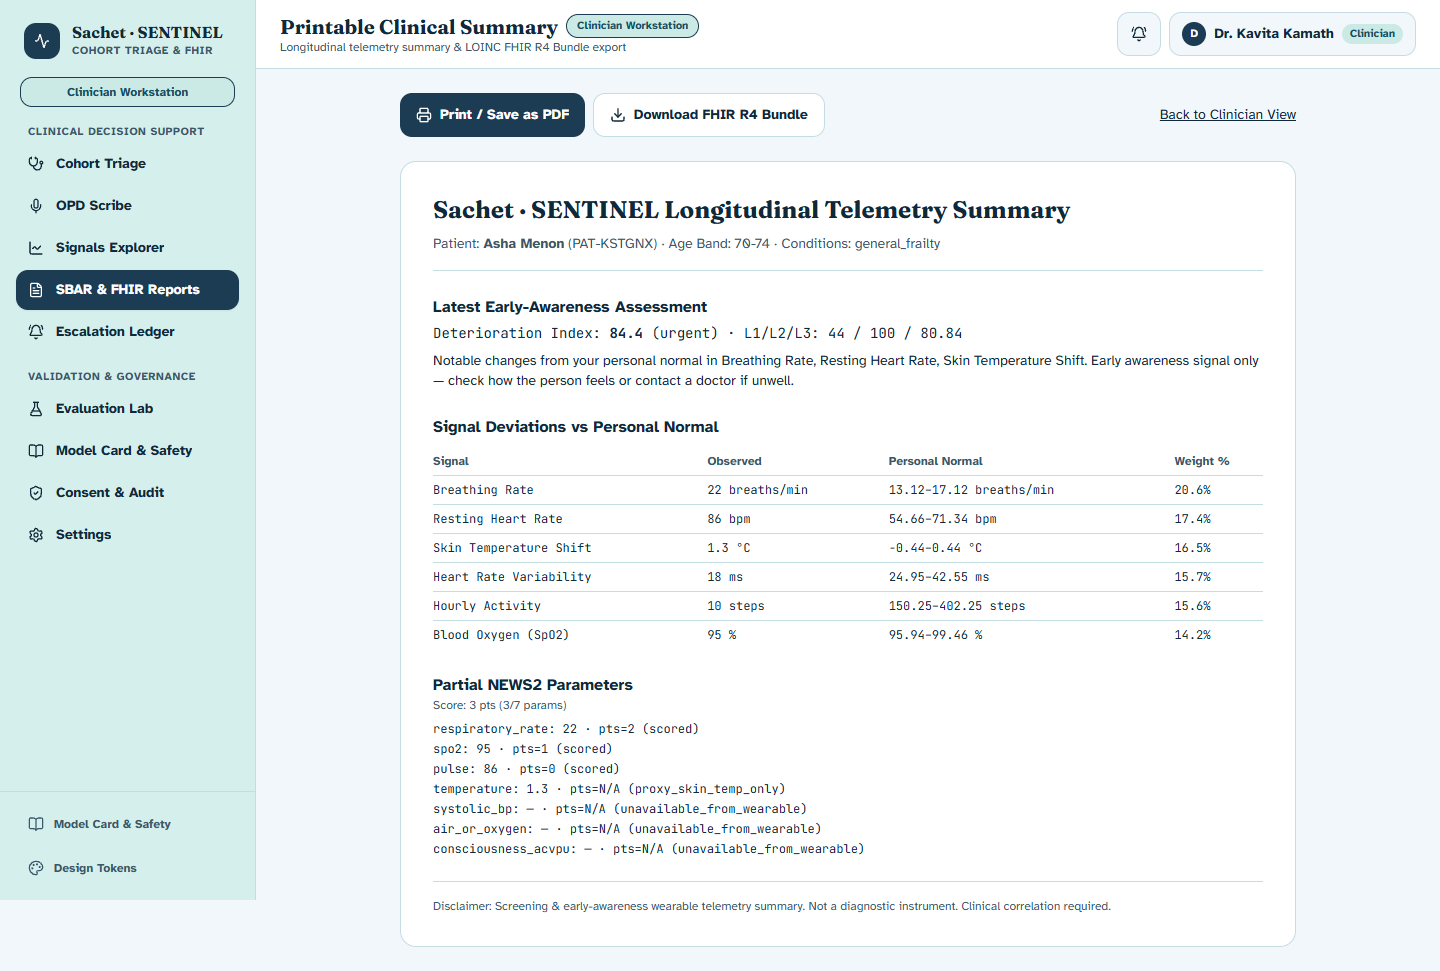 Sachet · SENTINEL
COHORT TRIAGE & FHIR
Clinician Workstation
CLINICAL DECISION SUPPORT
Cohort Triage
OPD Scribe
Signals Explorer
SBAR & FHIR Reports
Escalation Ledger
VALIDATION & GOVERNANCE
Evaluation Lab
Model Card & Safety
Consent & Audit
Settings
Model Card & Safety
Design Tokens
Printable Clinical Summary Clinician Workstation
Longitudinal telemetry summary & LOINC FHIR R4 Bundle export
D Dr. Kavita Kamath Clinician
Print / Save as PDF Download FHIR R4 Bundle Back to Clinician View
Sachet · SENTINEL Longitudinal Telemetry Summary
Patient: Asha Menon (PAT-KSTGNX) · Age Band: 70-74 · Conditions: general_frailty
Latest Early-Awareness Assessment
Deterioration Index: 84.4 (urgent) · L1/L2/L3: 44 / 100 / 80.84
Notable changes from your personal normal in Breathing Rate, Resting Heart Rate, Skin Temperature Shift. Early awareness signal only
— check how the person feels or contact a doctor if unwell.
Signal Deviations vs Personal Normal
Signal Observed Personal Normal Weight %
Breathing Rate 22 breaths/min 13.12–17.12 breaths/min 20.6%
Resting Heart Rate 86 bpm 54.66–71.34 bpm 17.4%
Skin Temperature Shift 1.3 °C -0.44–0.44 °C 16.5%
Heart Rate Variability 18 ms 24.95–42.55 ms 15.7%
Hourly Activity 10 steps 150.25–402.25 steps 15.6%
Blood Oxygen (SpO2) 95 % 95.94–99.46 % 14.2%
Partial NEWS2 Parameters
Score: 3 pts (3/7 params)
respiratory_rate: 22 · pts=2 (scored)
spo2: 95 · pts=1 (scored)
pulse: 86 · pts=0 (scored)
temperature: 1.3 · pts=N/A (proxy_skin_temp_only)
systolic_bp: — · pts=N/A (unavailable_from_wearable)
air_or_oxygen: — · pts=N/A (unavailable_from_wearable)
consciousness_acvpu: — · pts=N/A (unavailable_from_wearable)
Disclaimer: Screening & early-awareness wearable telemetry summary. Not a diagnostic instrument. Clinical correlation required.